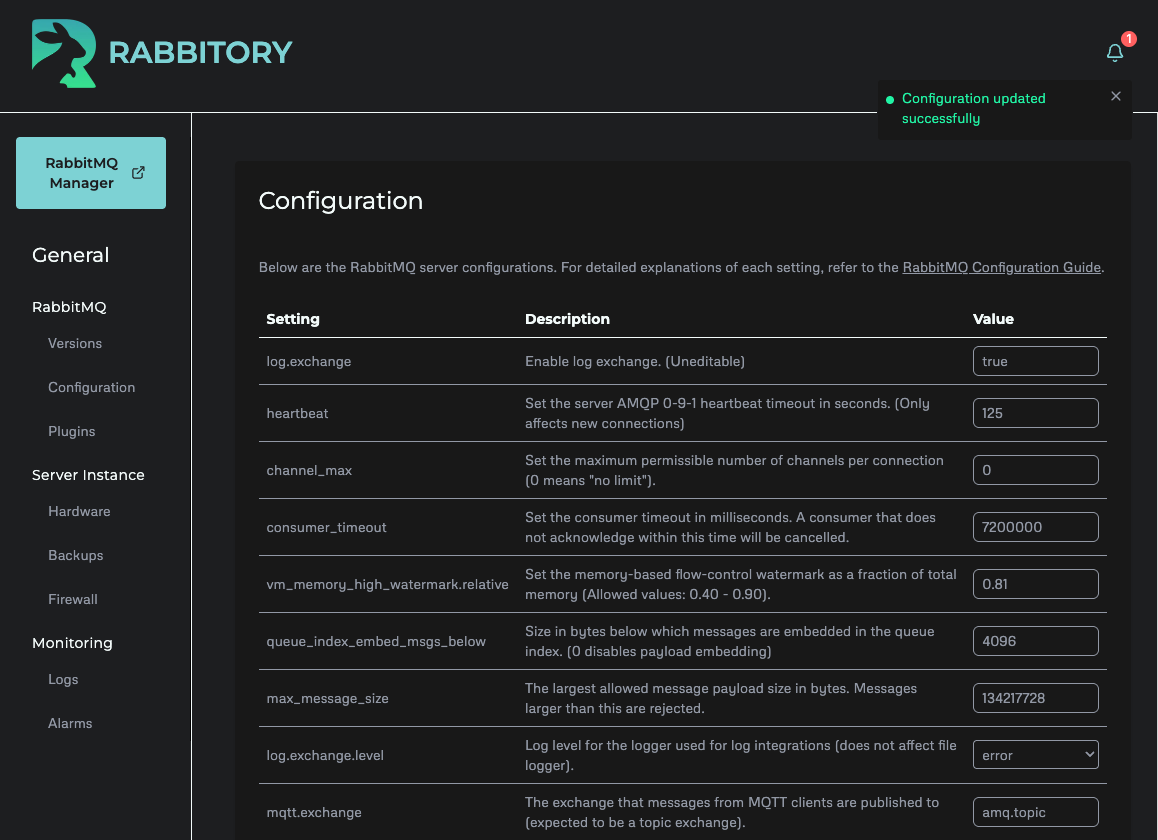 RABBITORY
1
Configuration updated
successfully
RabbitMQ
Manager
General
RabbitMQ
Versions
Configuration
Plugins
Server Instance
Hardware
Backups
Firewall
Monitoring
Logs
Alarms
Configuration
Below are the RabbitMQ server configurations. For detailed explanations of each setting, refer to the RabbitMQ Configuration Guide.
Setting Description Value
log.exchange Enable log exchange. (Uneditable) true
heartbeat Set the server AMQP 0-9-1 heartbeat timeout in seconds. (Only
affects new connections) 125
channel_max Set the maximum permissible number of channels per connection
(0 means "no limit"). 0
consumer_timeout Set the consumer timeout in milliseconds. A consumer that does
not acknowledge within this time will be cancelled. 7200000
vm_memory_high_watermark.relative Set the memory-based flow-control watermark as a fraction of total
memory (Allowed values: 0.40 - 0.90). 0.81
queue_index_embed_msgs_below Size in bytes below which messages are embedded in the queue
index. (0 disables payload embedding) 4096
max_message_size The largest allowed message payload size in bytes. Messages
larger than this are rejected. 134217728
log.exchange.level Log level for the logger used for log integrations (does not affect file
logger). error
mqtt.exchange The exchange that messages from MQTT clients are published to
(expected to be a topic exchange). amq.topic